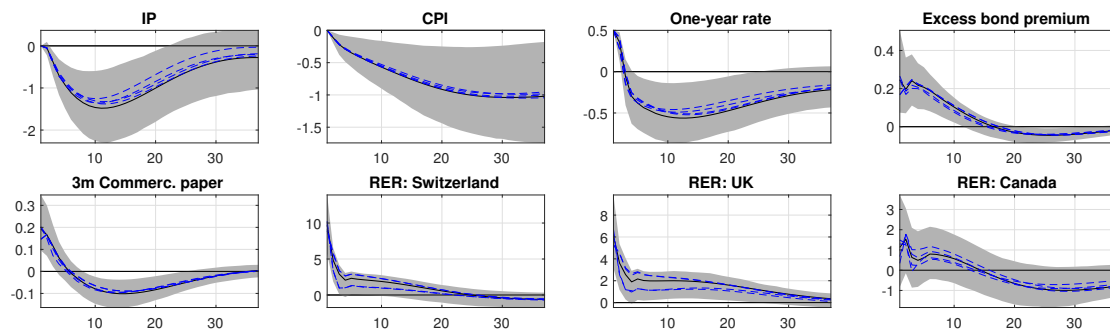 IP
CPI
One-year rate
Excess bond premium
0
-1
-2
10 20 30
0
-0.5
-1
-1.5
10 20 30
0.5
0
-0.5
10 20 30
0.4
0.2
0
10 20 30
3m Commerc. paper
RER: Switzerland
RER: UK
RER: Canada
0.3
0.2
0.1
0
-0.1
10 20 30
10
5
0
10 20 30
8
6
4
2
0
10 20 30
3
2
1
0
-1
10 20 30